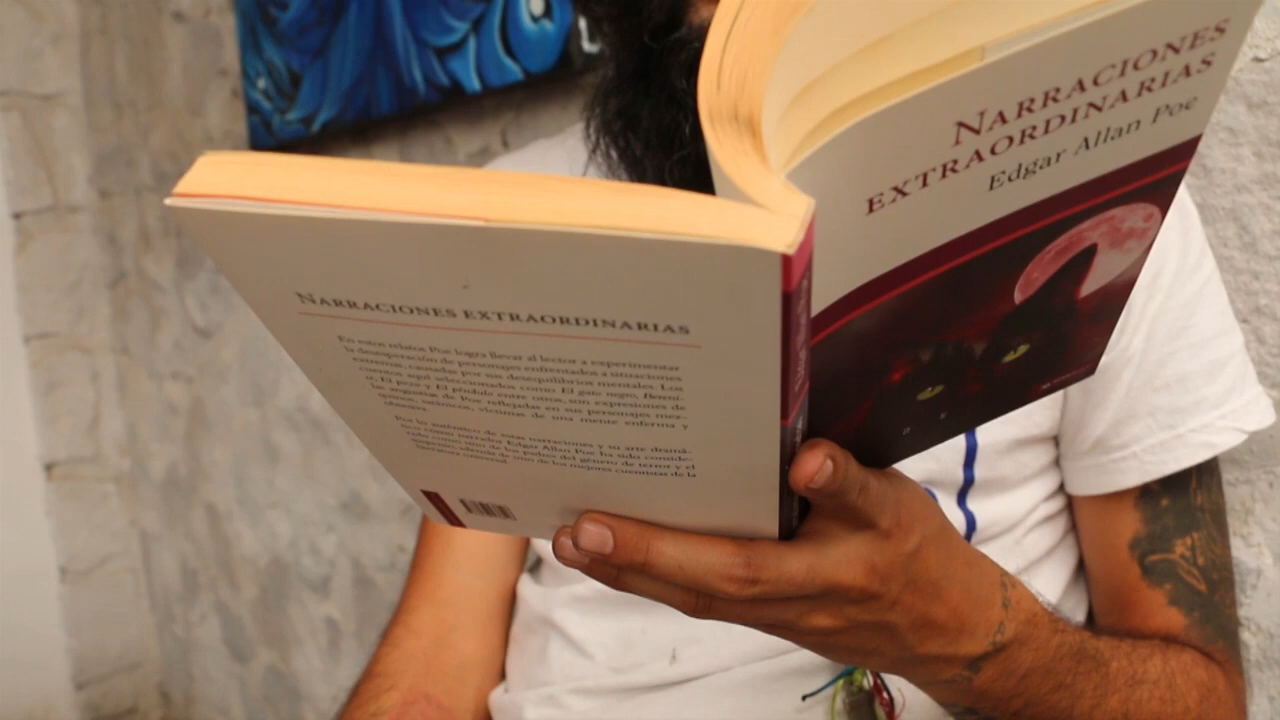 NARRACIONES
EXTRAORDINARIAS
Edgar Allan Poe
NARRACIONES EXTRAORDINARIAS
En estos relatos Poe logra llevar al lector a experimentar
la desesperación de personajes enfrentados a situaciones
extremas, causadas por sus desequilibrios mentales. Los
cuentos aquí seleccionados como El gato negro, Bereni-
ce, El pozo y El péndulo entre otros, son expresiones de
las angustias de Poe reflejadas en sus personajes mez-
quinos, satánicos, víctimas de una mente enferma y
obsesiva.
Por lo auténtico de estas narraciones y su arte dramá-
tico como narrador Edgar Allan Poe ha sido conside-
rado como uno de los padres del género de terror y el
suspenso, además de uno de los mejores cuentistas de la
literatura universal.